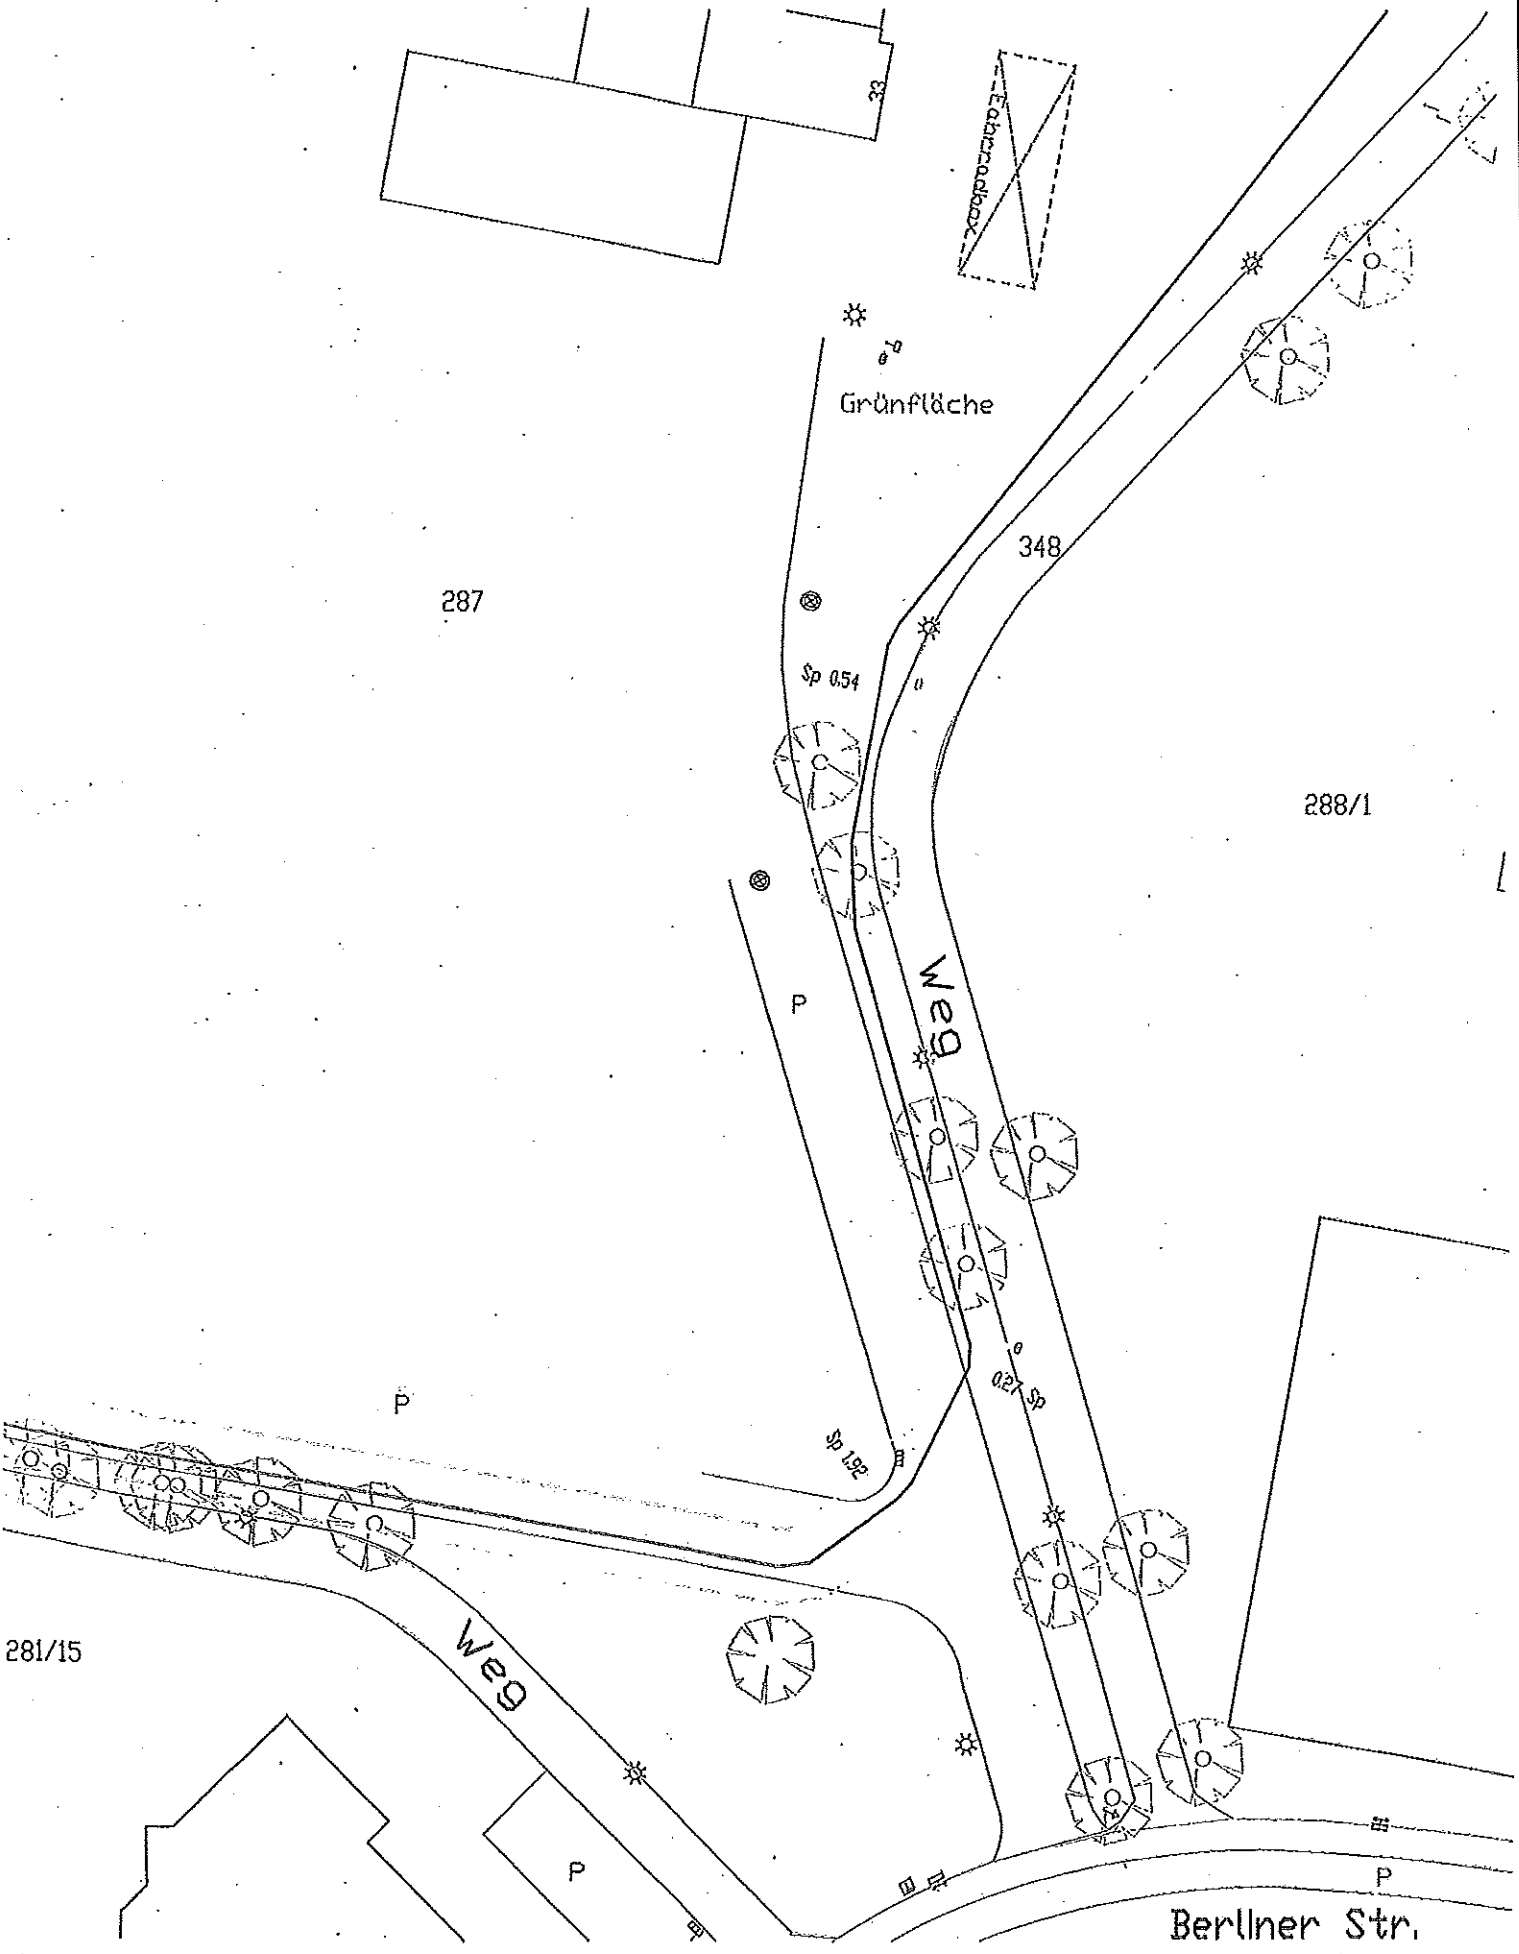 33
Fahrradbox
Grünfläche
348
287
Sp 0.54
288/1
P
Weg
P
0.27 Sp
Sp 1.92
281/15
Weg
P
P
Berliner Str.